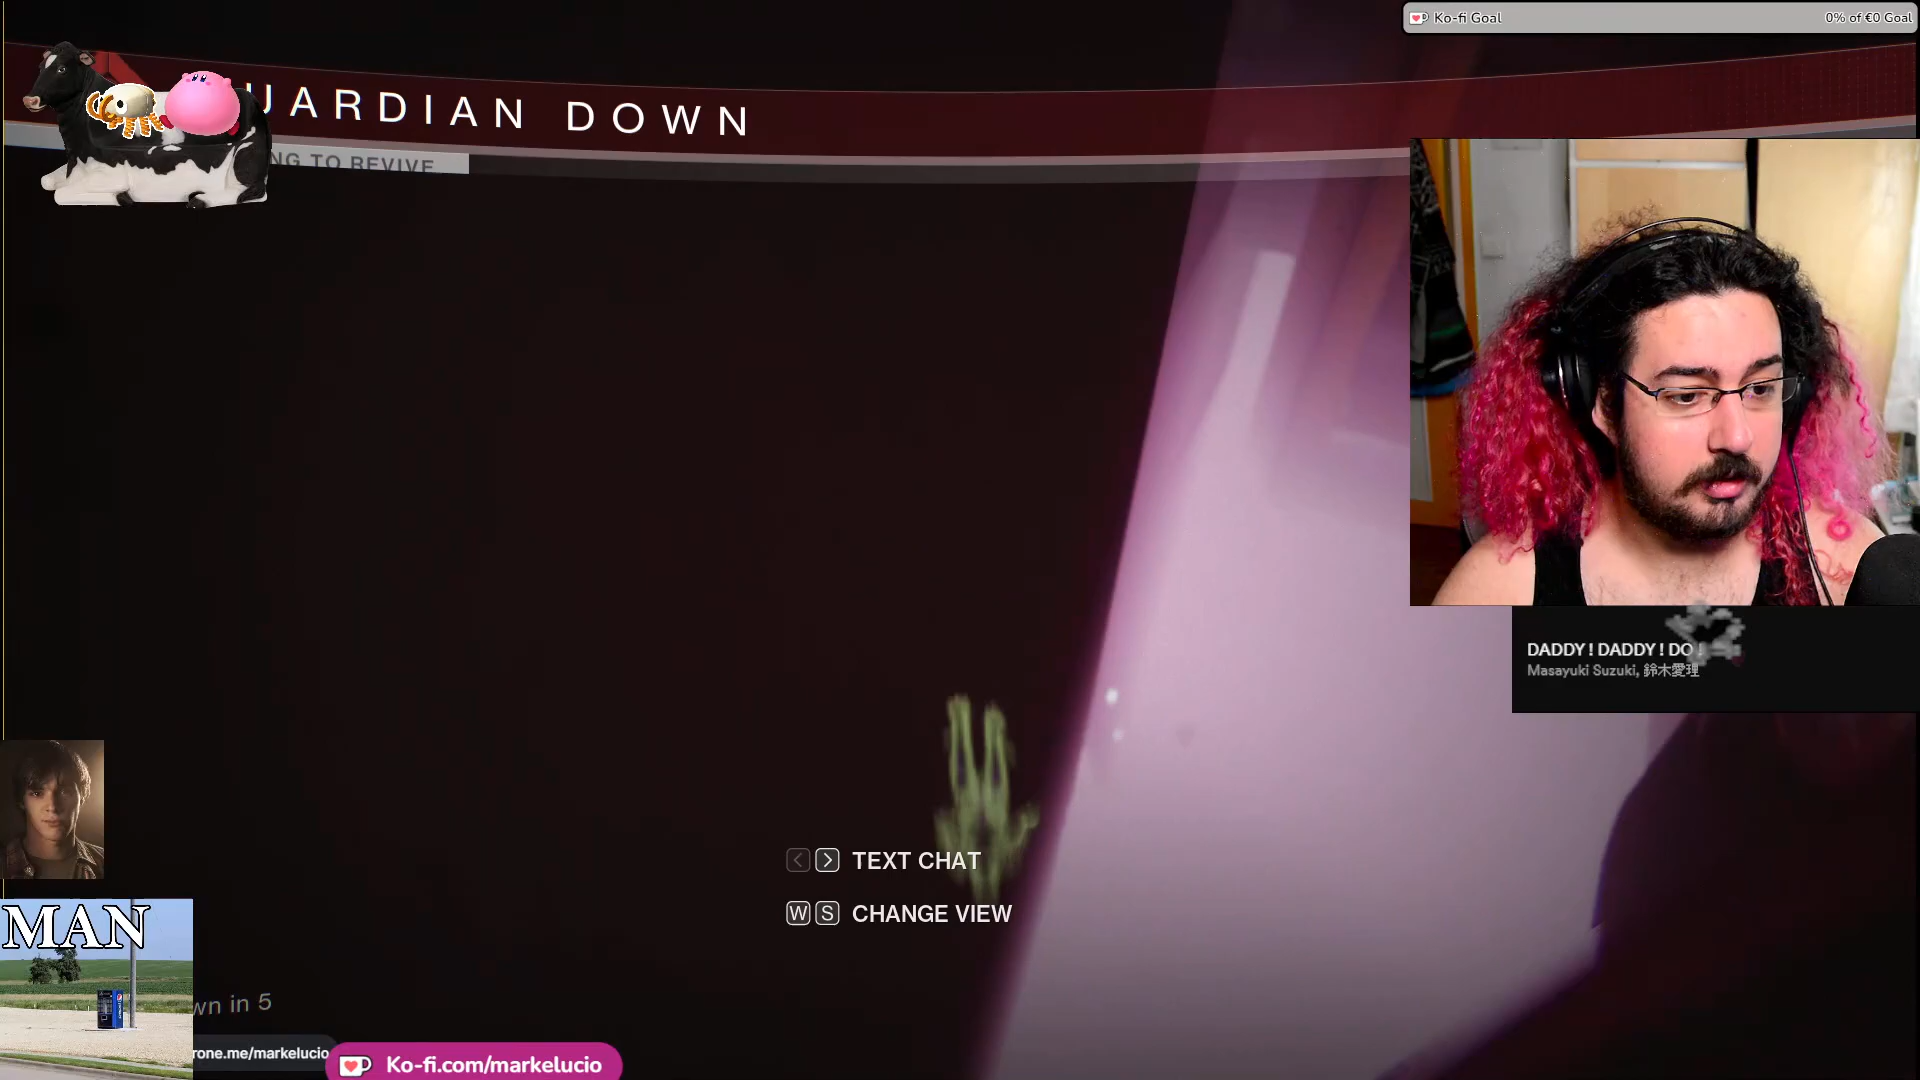 Ko-fi Goal
0% of €0 Goal
UARDIAN DOWN
NG TO REVIVE
DADDY ! DADDY ! DO !
Masayuki Suzuki, 鈴木愛理
< > TEXT CHAT
W S CHANGE VIEW
MAN
wn in 5
rone.me/markelucio
Ko-fi.com/markelucio